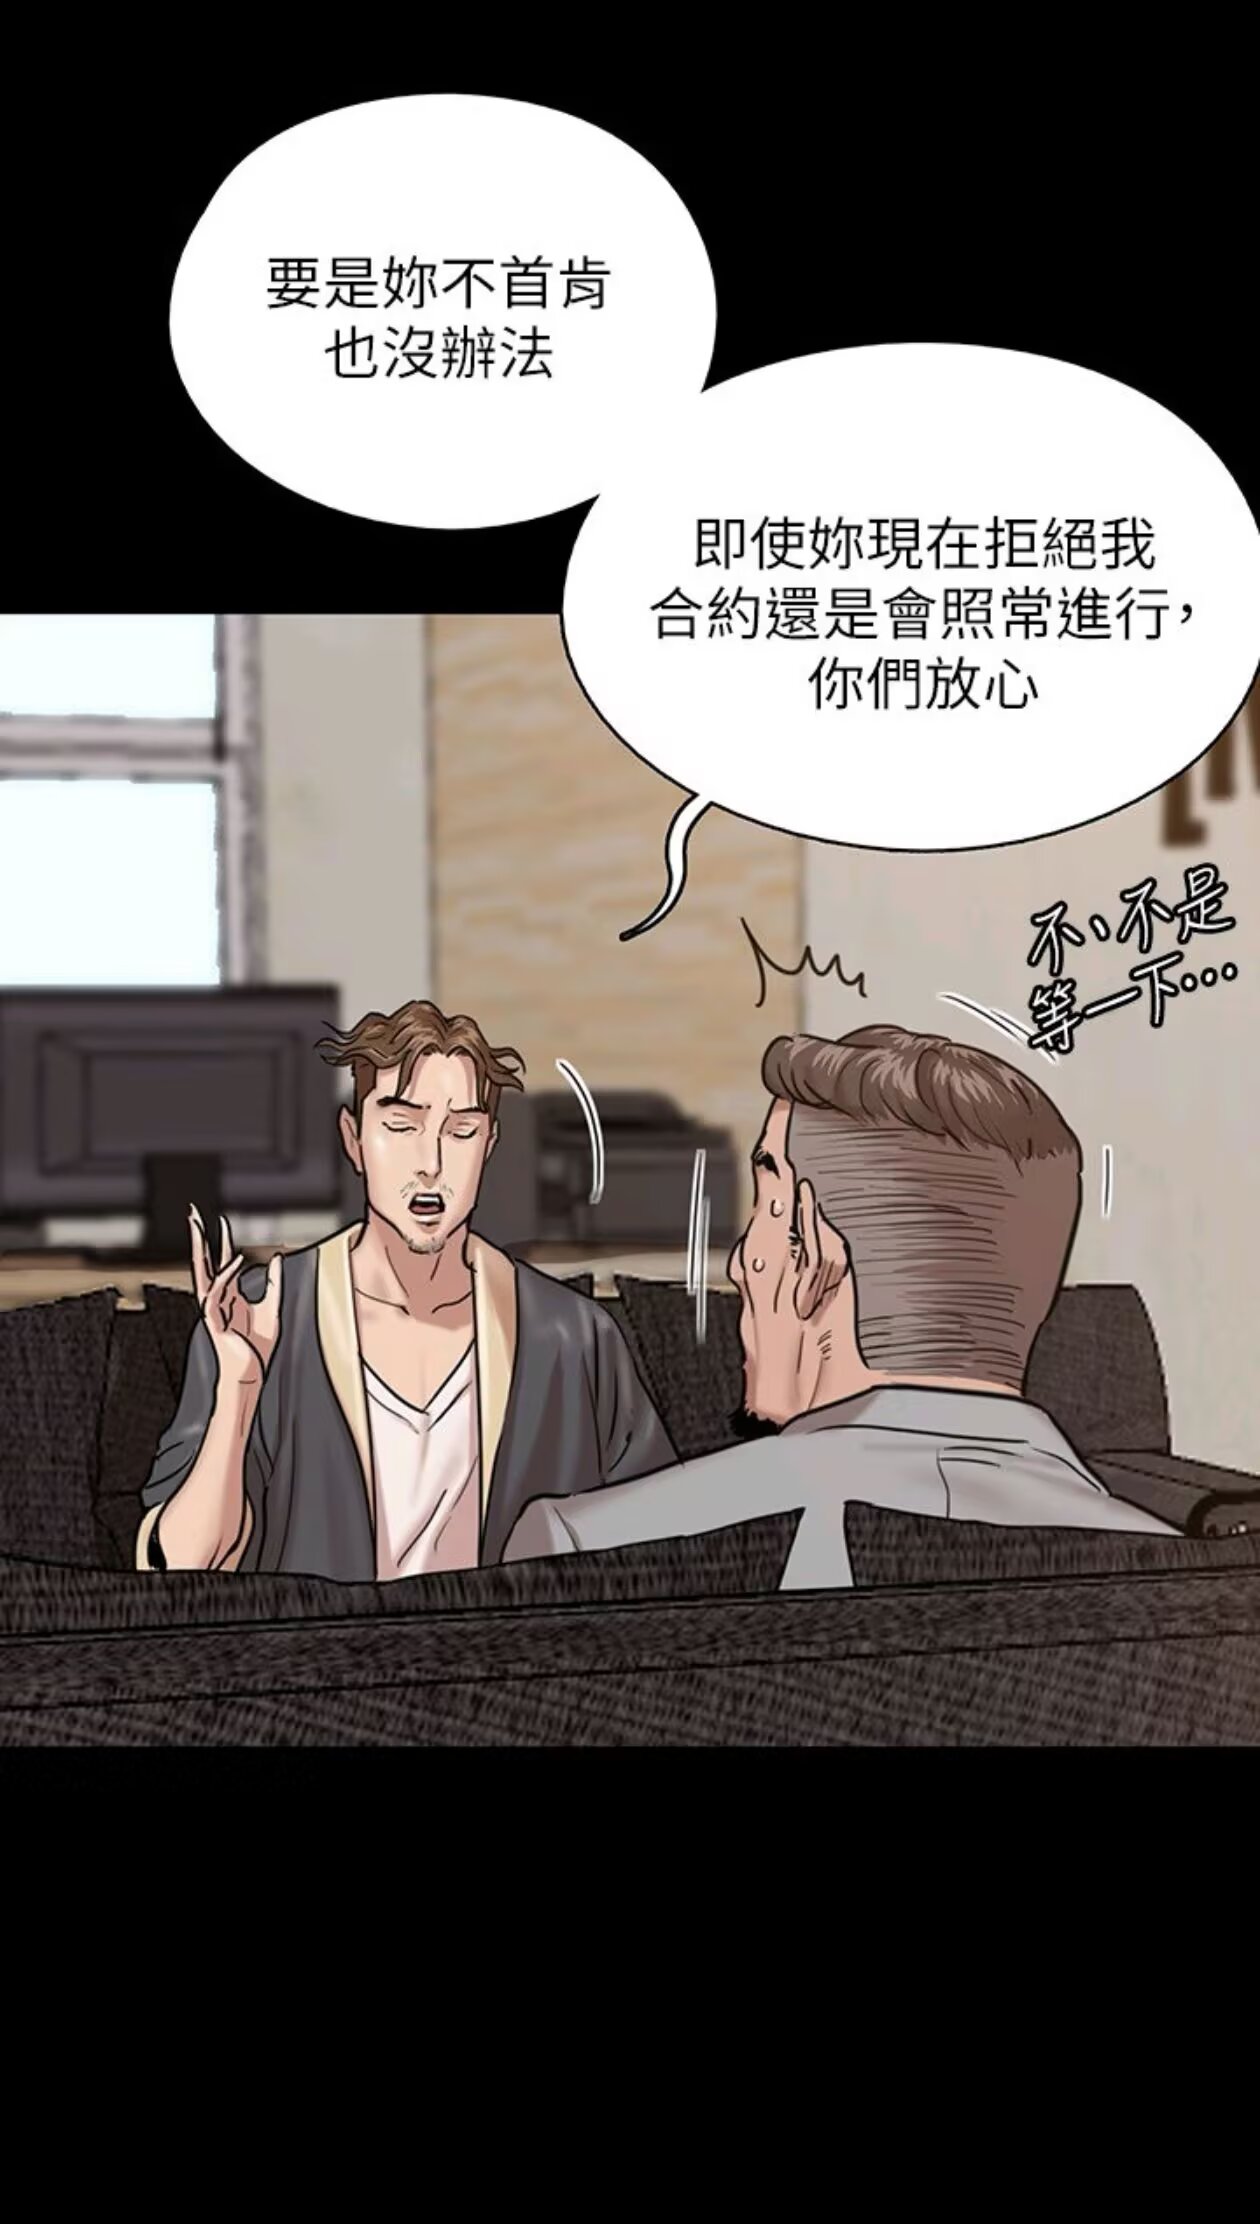 要是妳不首肯
也沒辦法
即使妳現在拒絕我
合約還是會照常進行，
你們放心
不、不是
等一下…